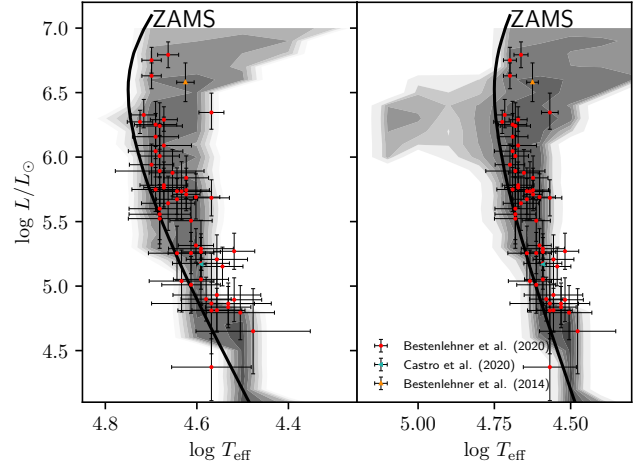 ZAMS
ZAMS
7.0
6.5
6.0
5.5
5.0
4.5
log L/L⊙
4.8
4.6
4.4
5.00
4.75
4.50
log Teff
log Teff
Bestenlehner et al. (2020)
Castro et al. (2020)
Bestenlehner et al. (2014)